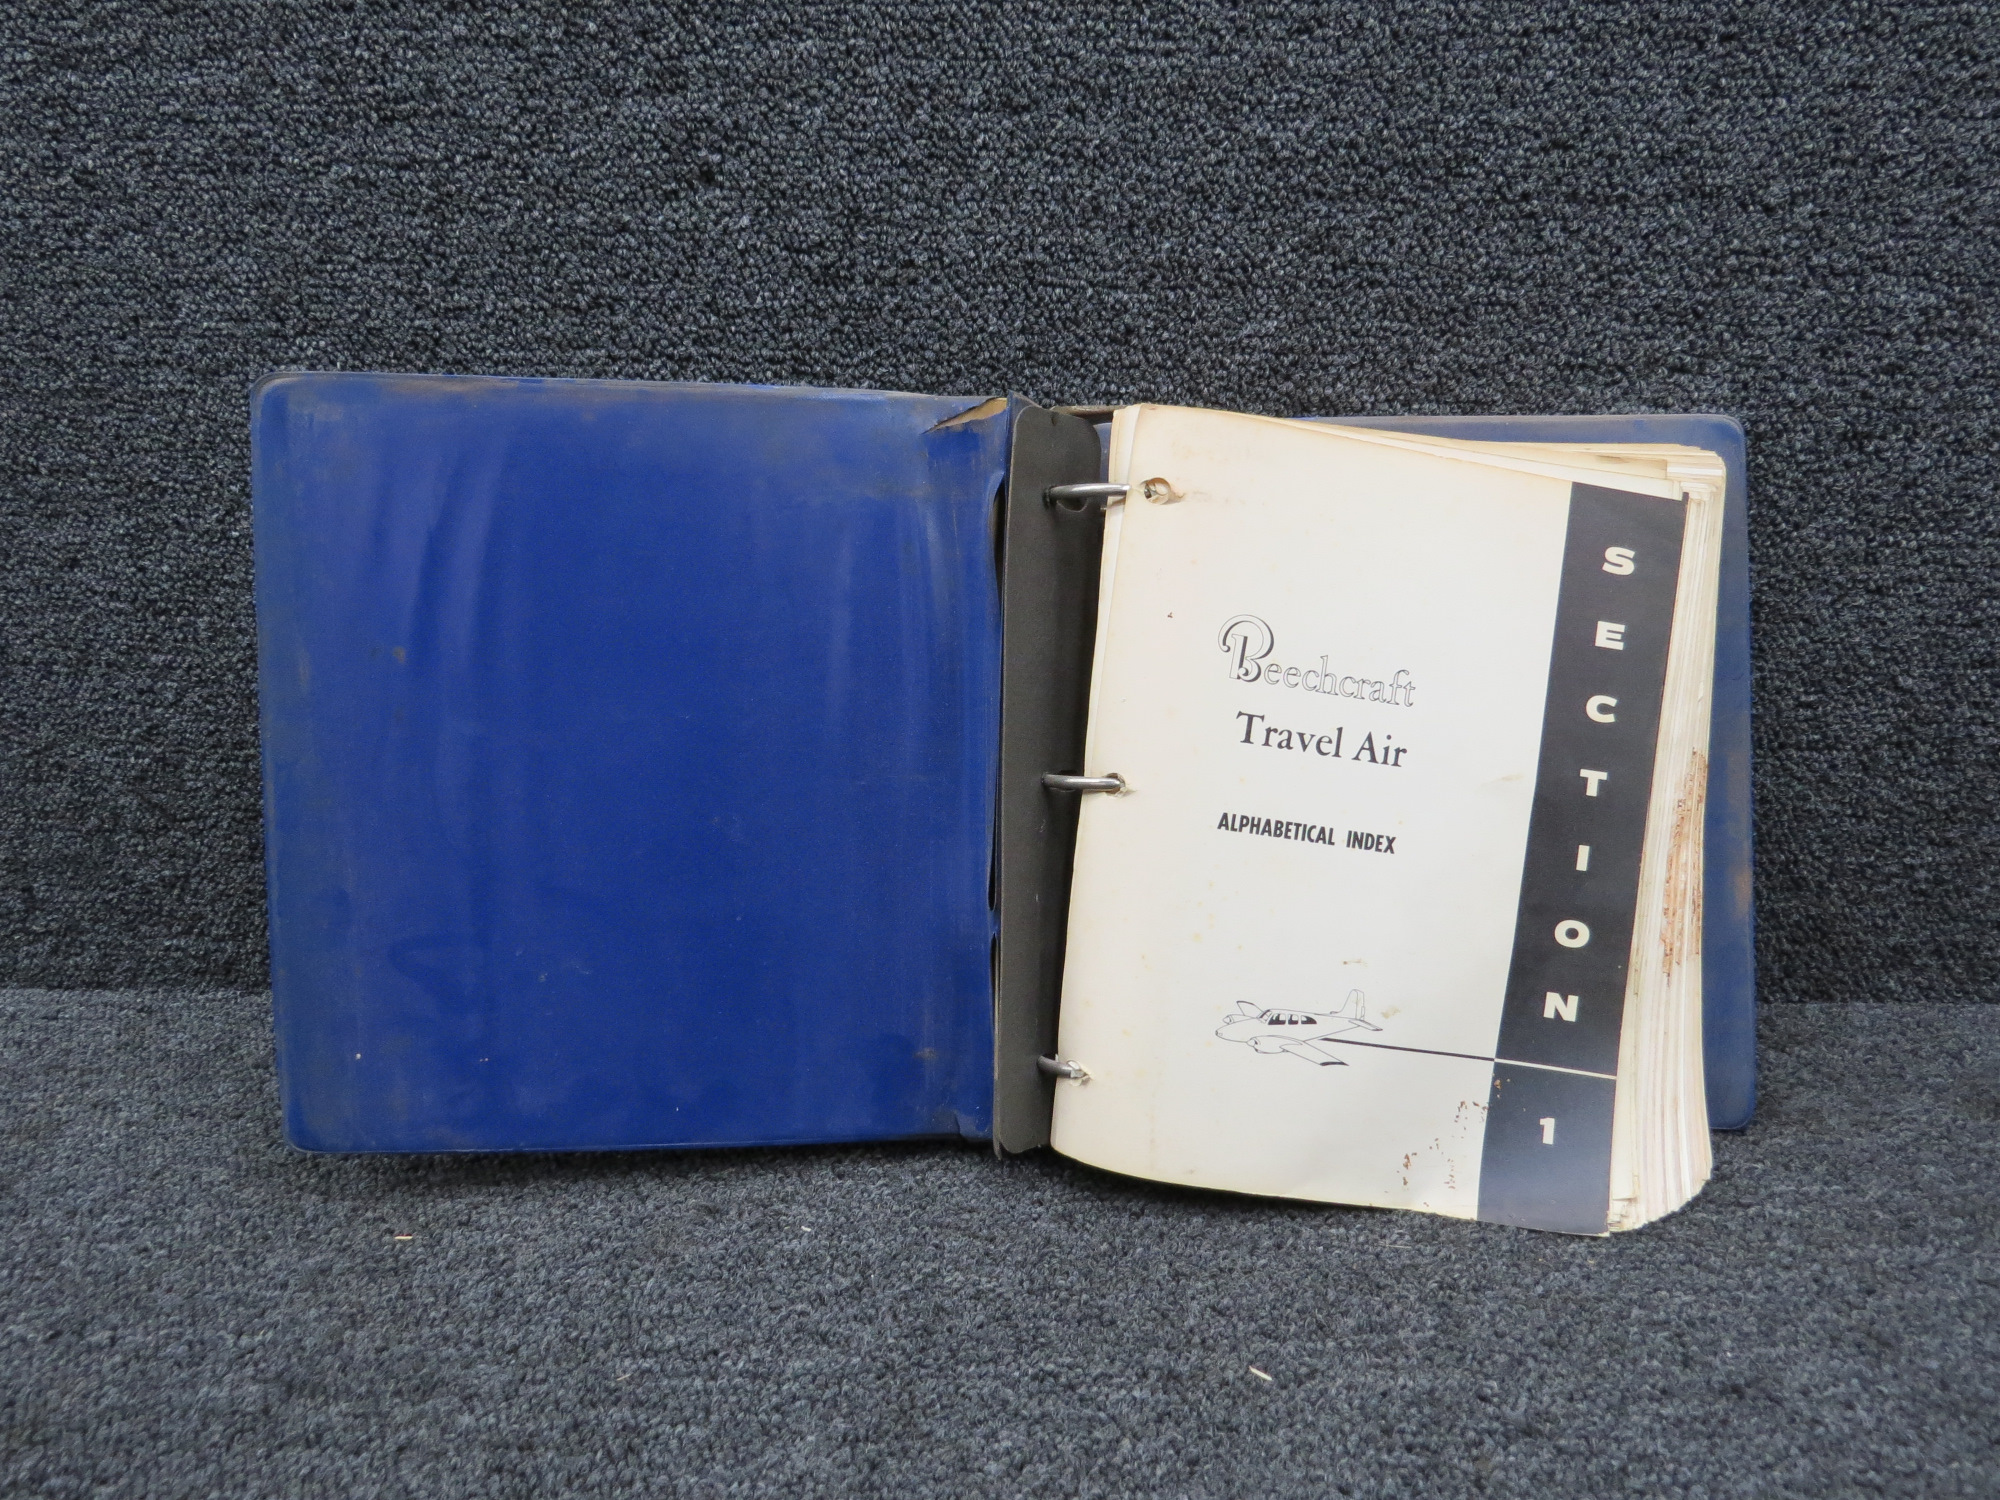 Beechcraft
Travel Air
ALPHABETICAL INDEX
SECTION
1